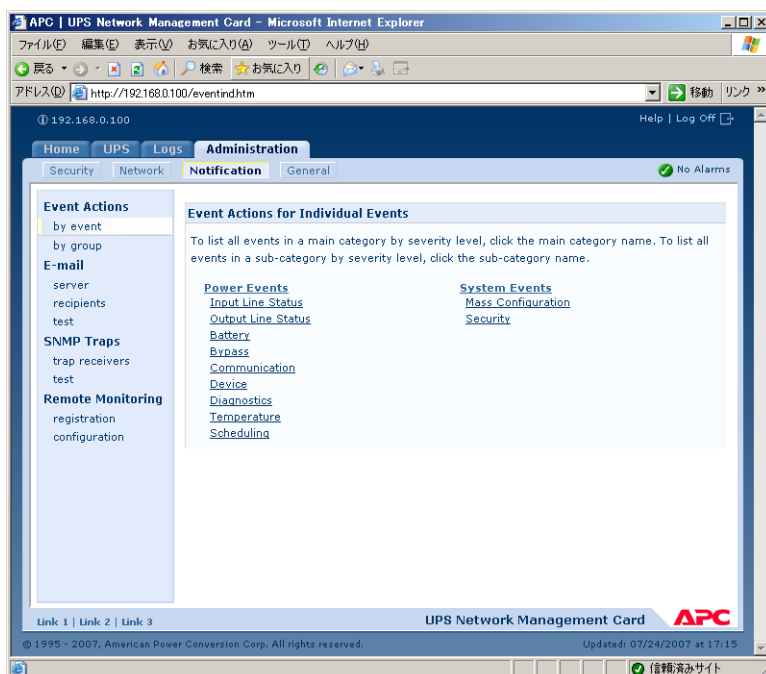 APC | UPS Network Management Card - Microsoft Internet Explorer
ファイル(F) 編集(E) 表示(V) お気に入り(A) ツール(T) ヘルプ(H)
戻る 検索 お気に入り
アドレス(D) http://192.168.0.100/eventind.htm 移動 リンク »
192.168.0.100 Help | Log Off
Home UPS Logs Administration
Security Network Notification General No Alarms
Event Actions
by event
by group
E-mail
server
recipients
test
SNMP Traps
trap receivers
test
Remote Monitoring
registration
configuration
Event Actions for Individual Events
To list all events in a main category by severity level, click the main category name. To list all
events in a sub-category by severity level, click the sub-category name.
Power Events
Input Line Status
Output Line Status
Battery
Bypass
Communication
Device
Diagnostics
Temperature
Scheduling
System Events
Mass Configuration
Security
Link 1 | Link 2 | Link 3 UPS Network Management Card APC
© 1995 - 2007, American Power Conversion Corp. All rights reserved. Updated: 07/24/2007 at 17:15
信頼済みサイト